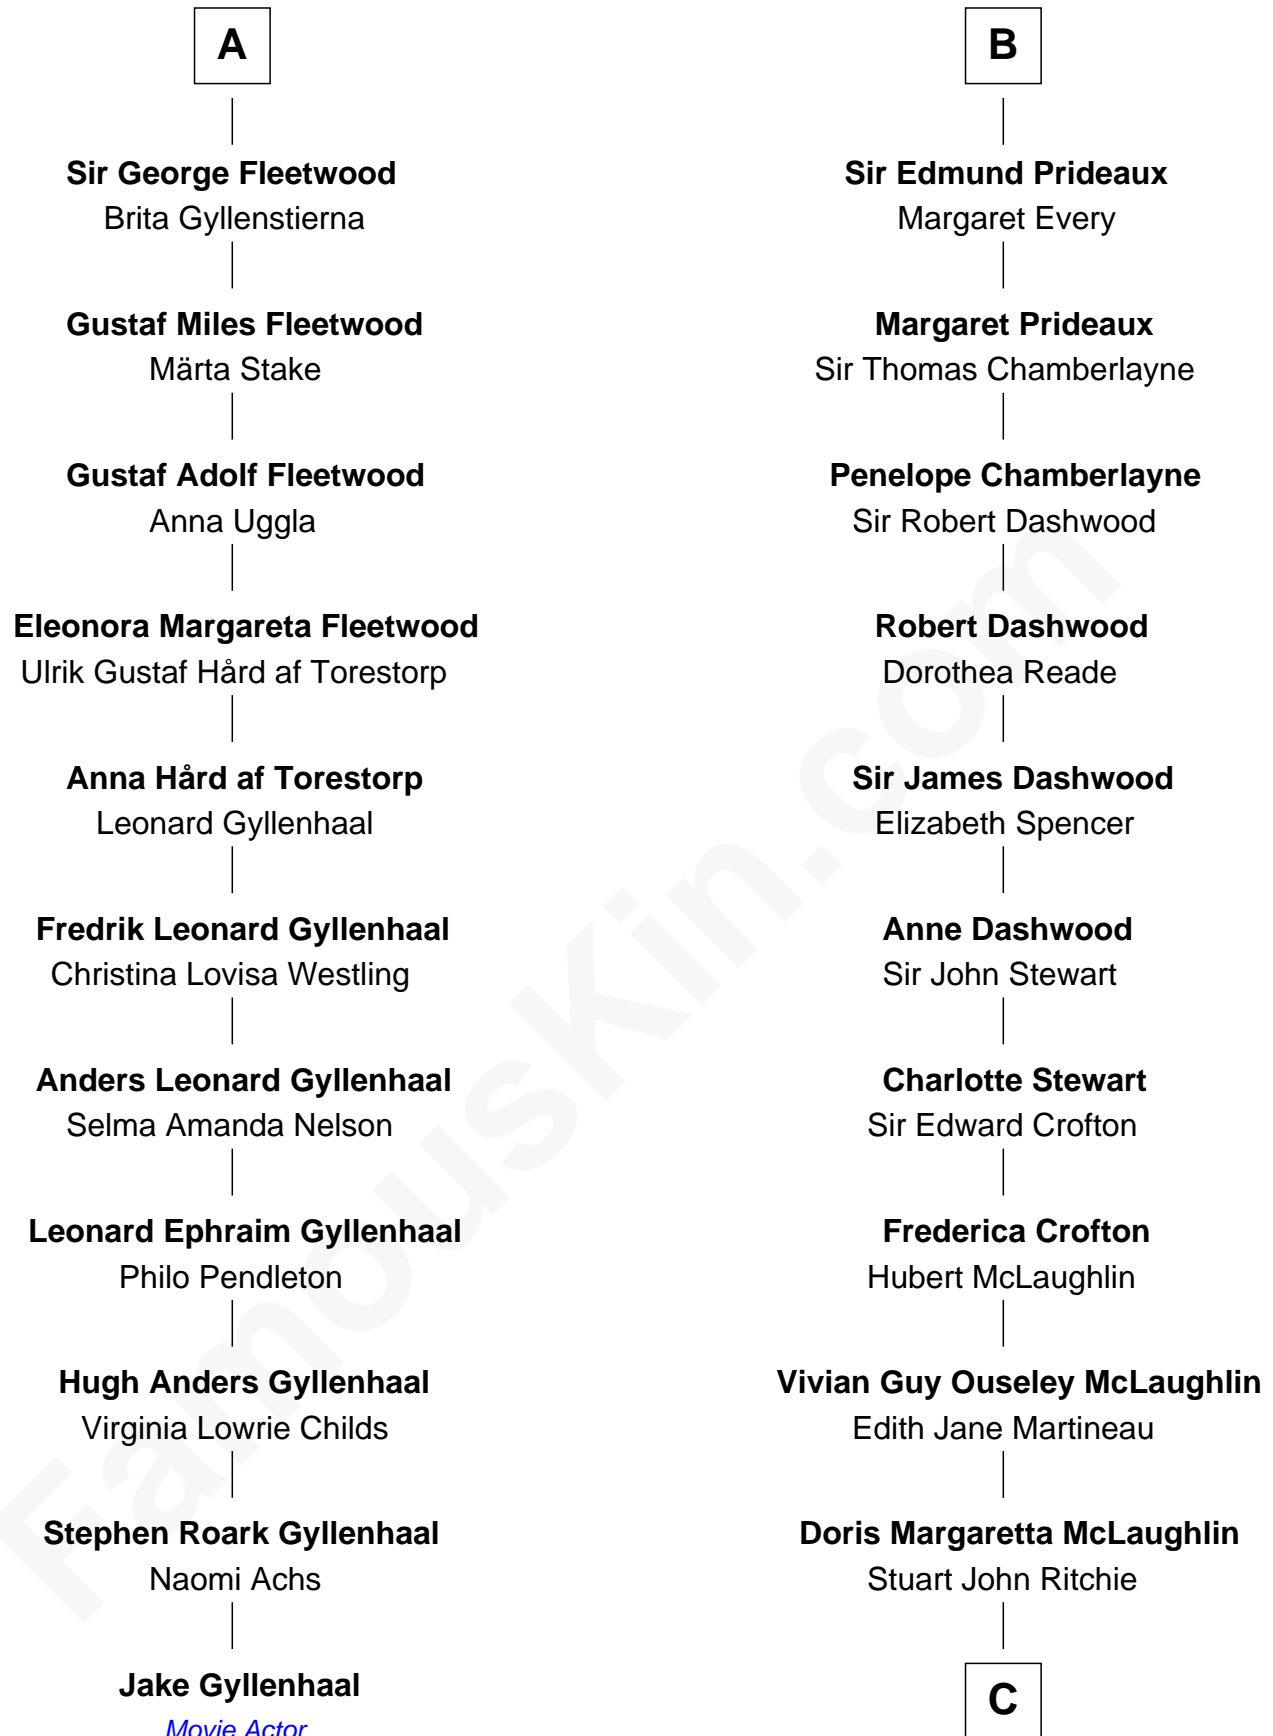 A
Sir George Fleetwood
Brita Gyllenstierna
Gustaf Miles Fleetwood
Märta Stake
Gustaf Adolf Fleetwood
Anna Uggla
Eleonora Margareta Fleetwood
Ulrik Gustaf Hård af Torestorp
Anna Hård af Torestorp
Leonard Gyllenhaal
Fredrik Leonard Gyllenhaal
Christina Lovisa Westling
Anders Leonard Gyllenhaal
Selma Amanda Nelson
Leonard Ephraim Gyllenhaal
Philo Pendleton
Hugh Anders Gyllenhaal
Virginia Lowrie Childs
Stephen Roark Gyllenhaal
Naomi Achs
Jake Gyllenhaal
Movie Actor
B
Sir Edmund Prideaux
Margaret Every
Margaret Prideaux
Sir Thomas Chamberlayne
Penelope Chamberlayne
Sir Robert Dashwood
Robert Dashwood
Dorothea Reade
Sir James Dashwood
Elizabeth Spencer
Anne Dashwood
Sir John Stewart
Charlotte Stewart
Sir Edward Crofton
Frederica Crofton
Hubert McLaughlin
Vivian Guy Ouseley McLaughlin
Edith Jane Martineau
Doris Margaretta McLaughlin
Stuart John Ritchie
C
FamousKin.com